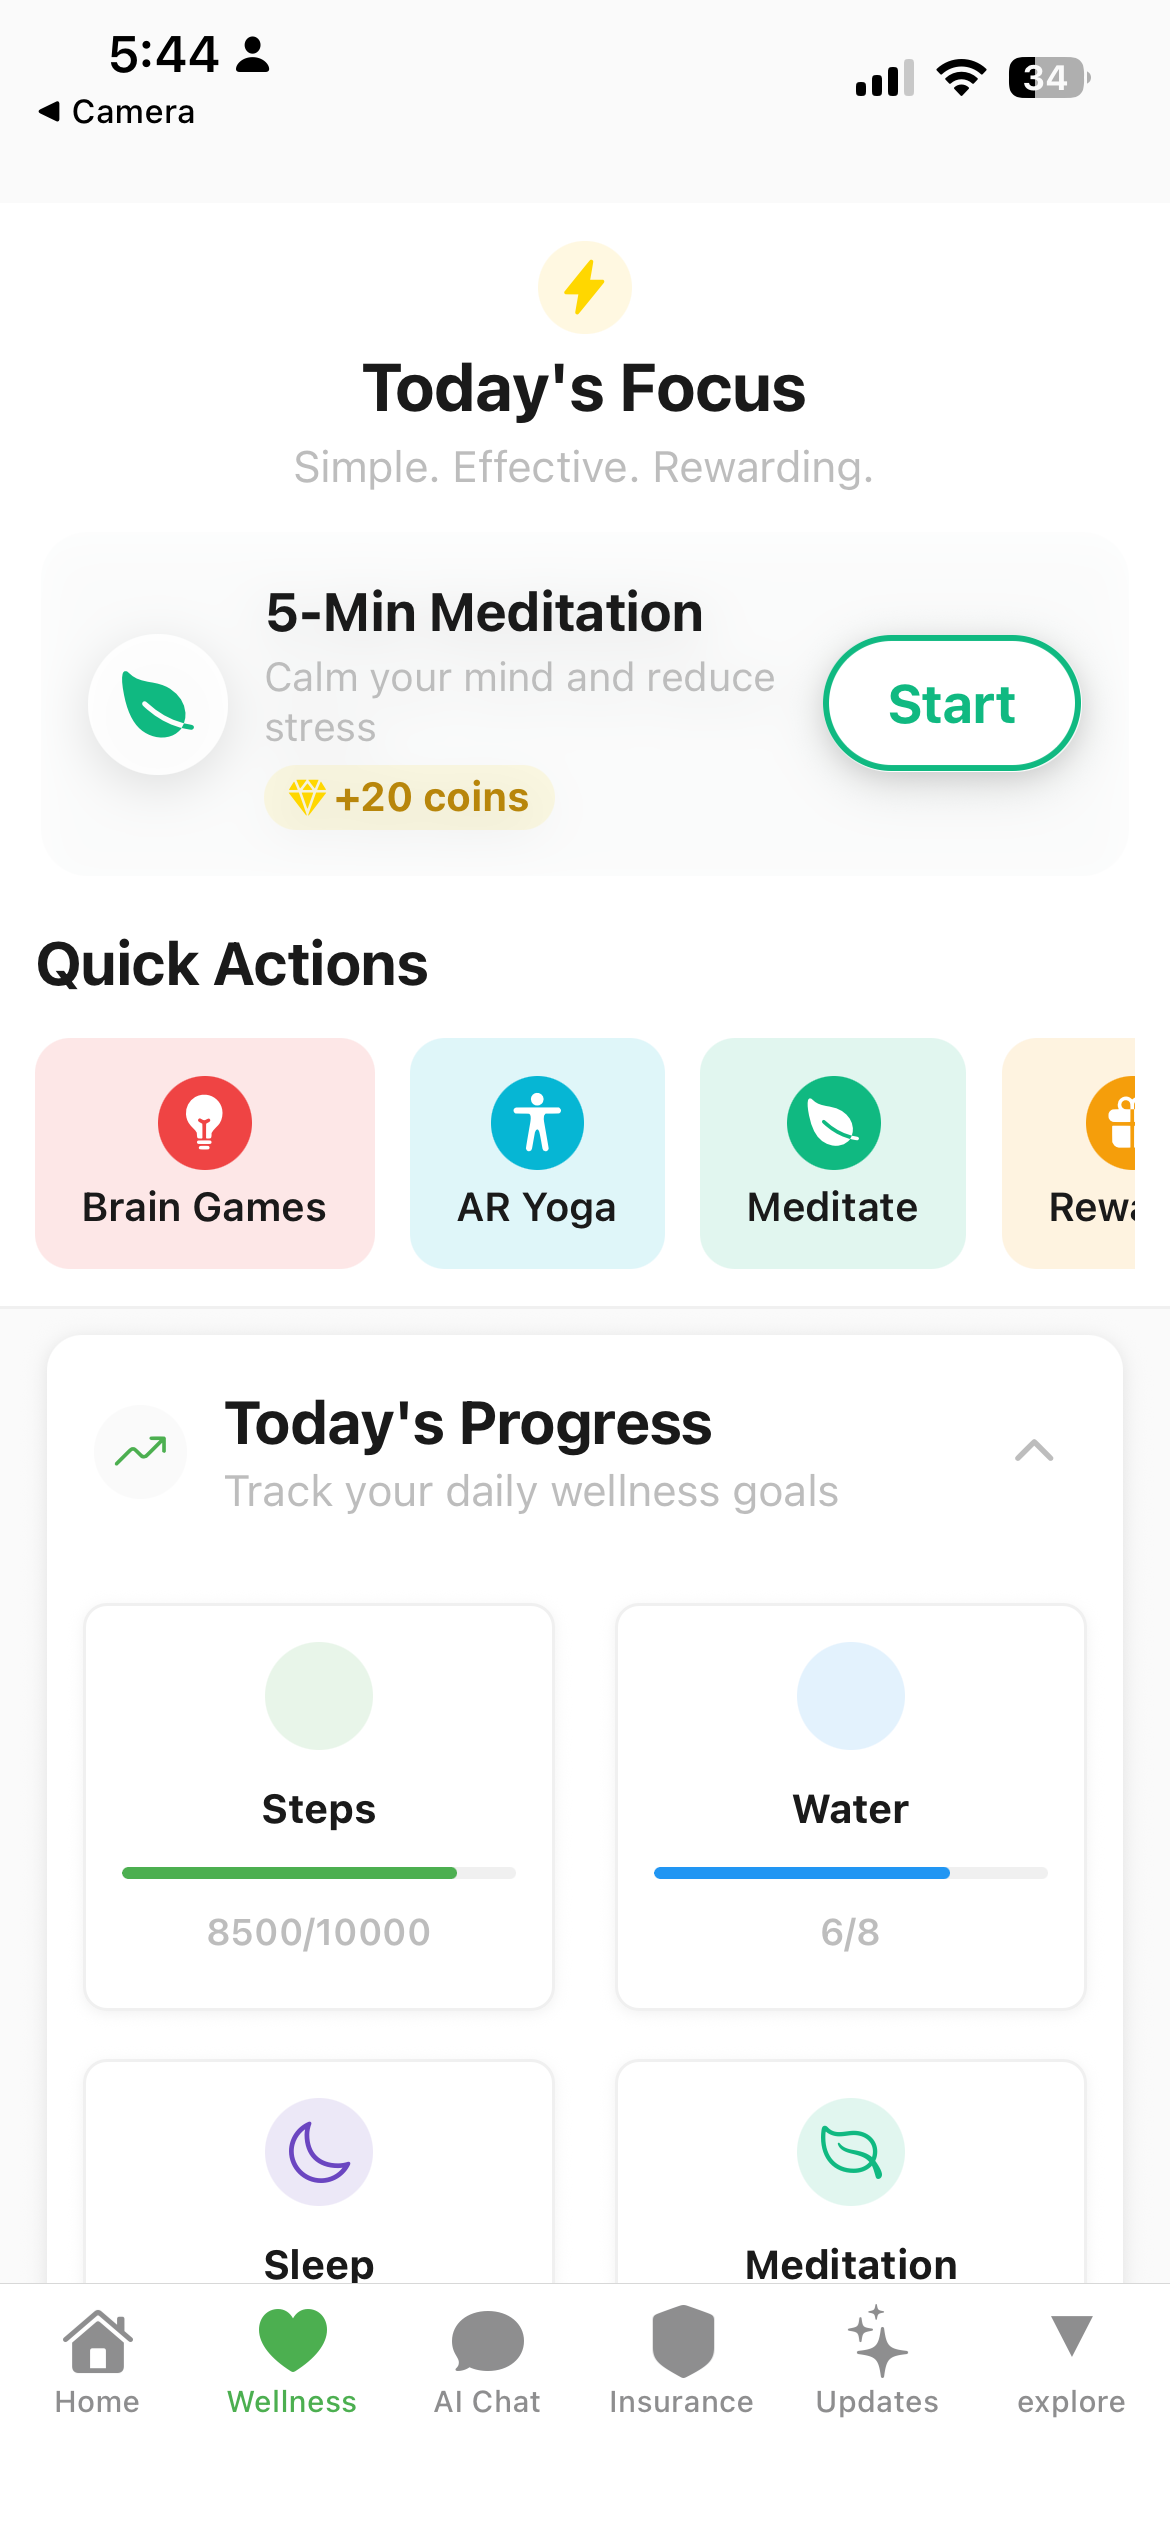 5:44
34
Camera
Today's Focus
Simple. Effective. Rewarding.
5-Min Meditation
Calm your mind and reduce
stress
+20 coins
Start
Quick Actions
Brain Games
AR Yoga
Meditate
Today's Progress
Track your daily wellness goals
Steps
Water
8500/10000
6/8
Sleep
Meditation
Home
Wellness
AI Chat
Insurance
Updates
explore